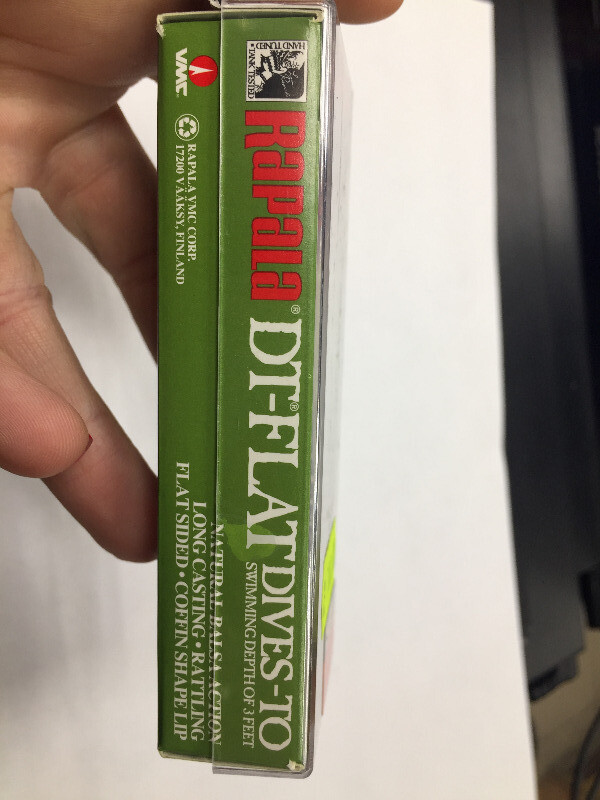 HAND TUNED
• TANK TESTED
Rapala®
DT®-FLAT DIVES-TO
SWIMMING DEPTH OF 3 FEET
NATURAL BALSA ACTION
LONG CASTING • RATTLING
FLAT SIDED • COFFIN SHAPE LIP
VMC
RAPALA VMC CORP.
17200 VÄÄKSY, FINLAND